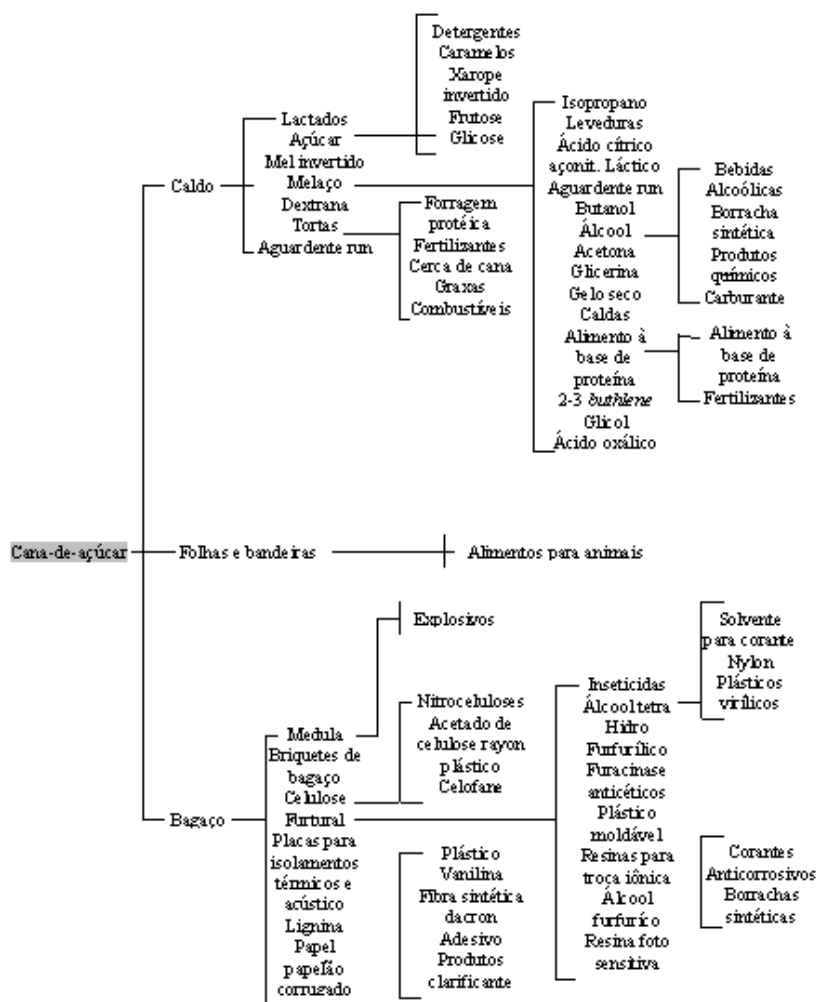 Detergentes
Caramelos
Xarope
invertido
Frutose
Glicose
Lactados
Açúcar
Mel invertido
Melaço
Dextrana
Tortas
Aguardente run
Caldo
Forragem
protéica
Fertilizantes
Cerca de cana
Graxas
Combustíveis
Isopropano
Leveduras
Ácido cítrico
açonit. Láctico
Aguardente run
Butanol
Álcool
Acetona
Glicerina
Gelo seco
Caldas
Alimento à
base de
proteína
2-3 buthlene
Glicol
Ácido oxálico
Bebidas
Alcoólicas
Borracha
sintética
Produtos
químicos
Carburante
Alimento à
base de
proteína
Fertilizantes
Cana-de-açúcar
Folhas e bandeiras
Alimentos para animais
Bagaço
Medula
Briquetes de
bagaço
Celulose
Furtural
Placas para
isolamentos
térmicos e
acústico
Lignina
Papel
papelão
corrugado
Explosivos
Nitroceluloses
Acetado de
celulose rayon
plástico
Celofane
Plástico
Vanilina
Fibra sintética
dacron
Adesivo
Produtos
clarificante
Inseticidas
Álcool tetra
Hidro
Furfurílico
Furacinase
anticéticos
Plástico
moldável
Resinas para
troca iônica
Álcool
furfuríco
Resina foto
sensitiva
Solvente
para corante
Nylon
Plásticos
virílicos
Corantes
Anticorrosivos
Borrachas
sintéticas